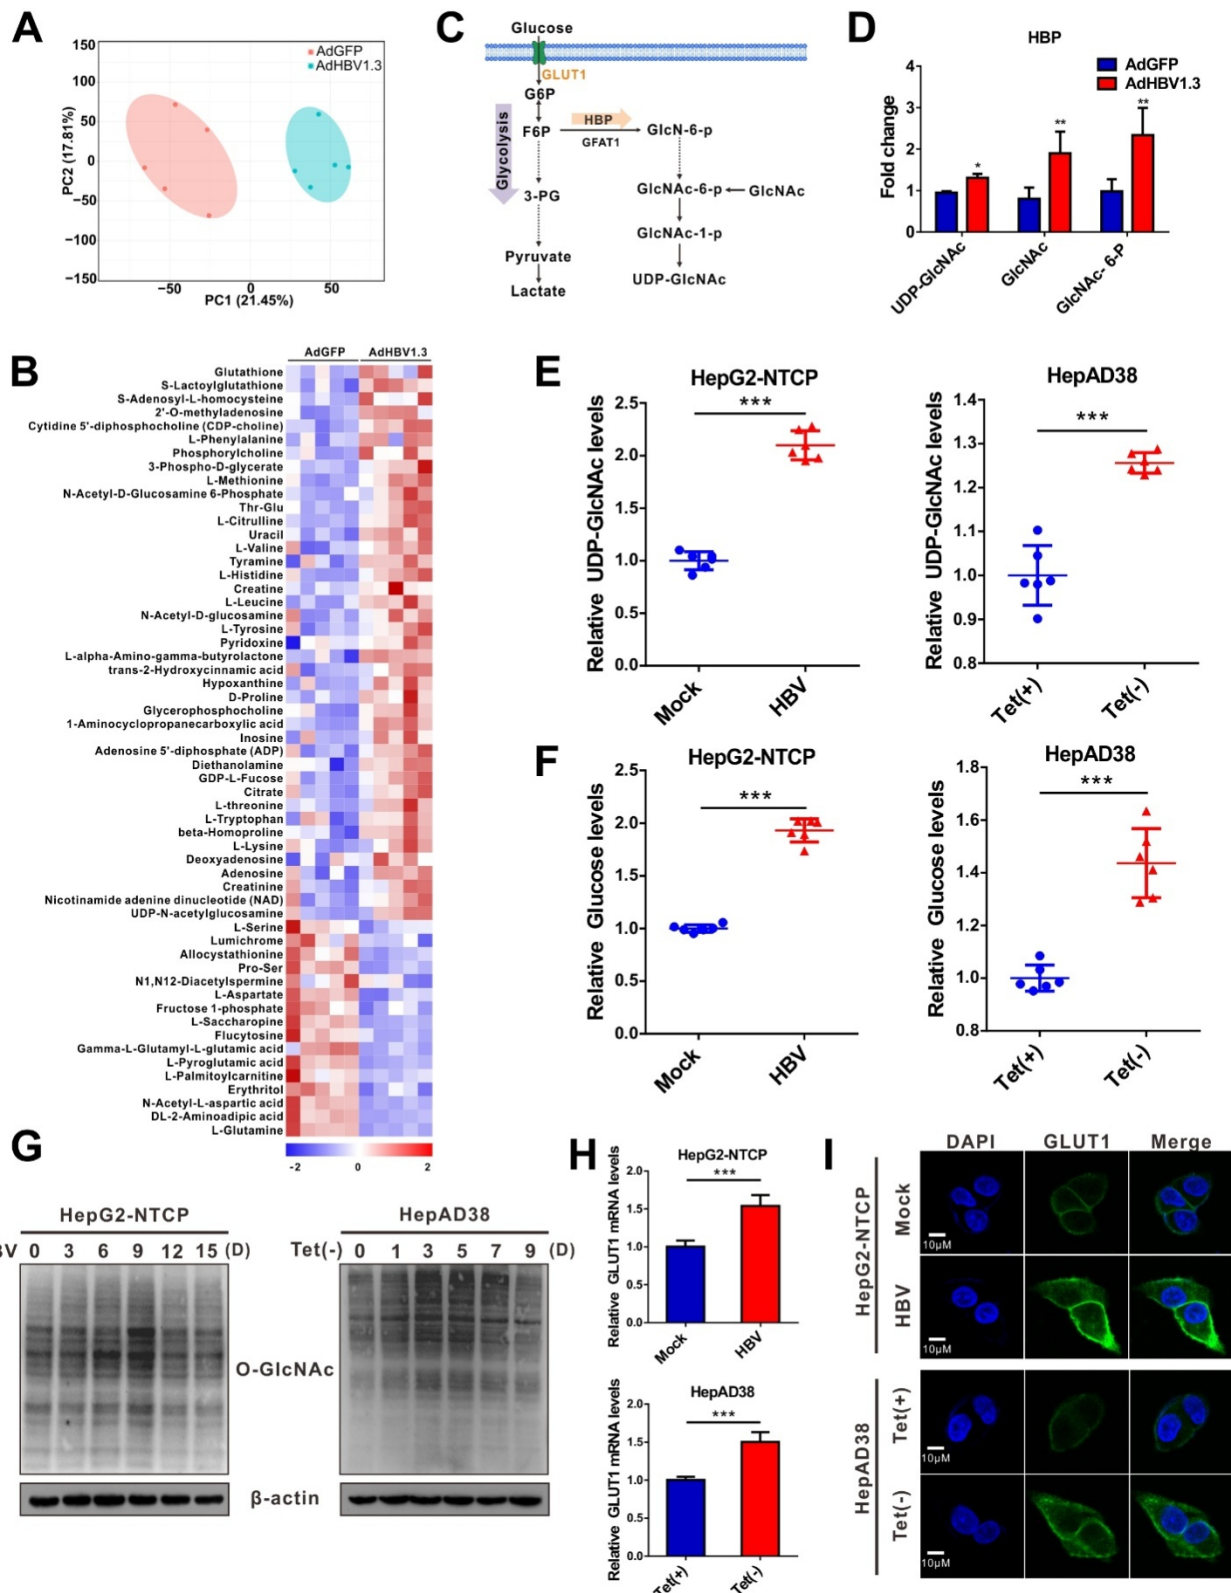 A
150
100
50
0
−50
−100
−150
PC2 (17.81%)
−50
0
50
PC1 (21.45%)
AdGFP
AdHBV1.3
C
Glucose
GLUT1
G6P
Glycolysis
F6P
HBP
GFAT1
GlcN-6-p
3-PG
GlcNAc-6-p
GlcNAc
GlcNAc-1-p
Pyruvate
UDP-GlcNAc
Lactate
D
HBP
AdGFP
AdHBV1.3
Fold change
4
3
2
1
0
*
**
**
UDP-GlcNAc
GlcNAc
GlcNAc- 6-P
B
AdGFP
AdHBV1.3
Glutathione
S-Lactoylglutathione
S-Adenosyl-L-homocysteine
2'-O-methyladenosine
Cytidine 5'-diphosphocholine (CDP-choline)
L-Phenylalanine
Phosphorylcholine
3-Phospho-D-glycerate
L-Methionine
N-Acetyl-D-Glucosamine 6-Phosphate
Thr-Glu
L-Citrulline
Uracil
L-Valine
Tyramine
L-Histidine
Creatine
L-Leucine
N-Acetyl-D-glucosamine
L-Tyrosine
Pyridoxine
L-alpha-Amino-gamma-butyrolactone
trans-2-Hydroxycinnamic acid
Hypoxanthine
D-Proline
Glycerophosphocholine
1-Aminocyclopropanecarboxylic acid
Inosine
Adenosine 5'-diphosphate (ADP)
Diethanolamine
GDP-L-Fucose
Citrate
L-threonine
L-Tryptophan
beta-Homoproline
L-Lysine
Deoxyadenosine
Adenosine
Creatinine
Nicotinamide adenine dinucleotide (NAD)
UDP-N-acetylglucosamine
L-Serine
Lumichrome
Allocystathionine
Pro-Ser
N1,N12-Diacetylspermine
L-Aspartate
Fructose 1-phosphate
L-Saccharopine
Flucytosine
Gamma-L-Glutamyl-L-glutamic acid
L-Pyroglutamic acid
L-Palmitoylcarnitine
Erythritol
N-Acetyl-L-aspartic acid
DL-2-Aminoadipic acid
L-Glutamine
-2
0
2
E
HepG2-NTCP
Relative UDP-GlcNAc levels
2.5
2.0
1.5
1.0
0.5
0.0
***
Mock
HBV
HepAD38
Relative UDP-GlcNAc levels
1.4
1.3
1.2
1.1
1.0
0.9
0.8
***
Tet(+)
Tet(-)
F
HepG2-NTCP
Relative Glucose levels
2.5
2.0
1.5
1.0
0.5
0.0
***
Mock
HBV
HepAD38
Relative Glucose levels
1.8
1.6
1.4
1.2
1.0
0.8
***
Tet(+)
Tet(-)
G
HepG2-NTCP
BV 0 3 6 9 12 15 (D)
HepAD38
Tet(-) 0 1 3 5 7 9 (D)
O-GlcNAc
β-actin
H
HepG2-NTCP
Relative GLUT1 mRNA levels
2.0
1.5
1.0
0.5
0.0
***
Mock
HBV
HepAD38
Relative GLUT1 mRNA levels
2.0
1.5
1.0
0.5
0.0
***
Tet(+)
Tet(-)
I
DAPI
GLUT1
Merge
HepG2-NTCP
Mock
10μM
HBV
10μM
HepAD38
Tet(+)
10μM
Tet(-)
10μM